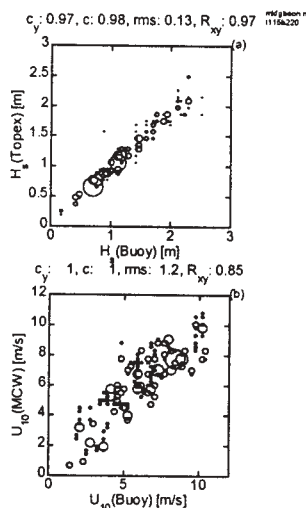 c_y: 0.97, c: 0.98, rms: 0.13, R_xy: 0.97
(a)
3
2.5
2
1.5
1
0.5
0
H_s(Topex) [m]
0 1 2 3
H_s(Buoy) [m]
c_y: 1, c: 1, rms: 1.2, R_xy: 0.85
(b)
12
10
8
6
4
2
0
U_10(MCW) [m/s]
0 5 10
U_10(Buoy) [m/s]